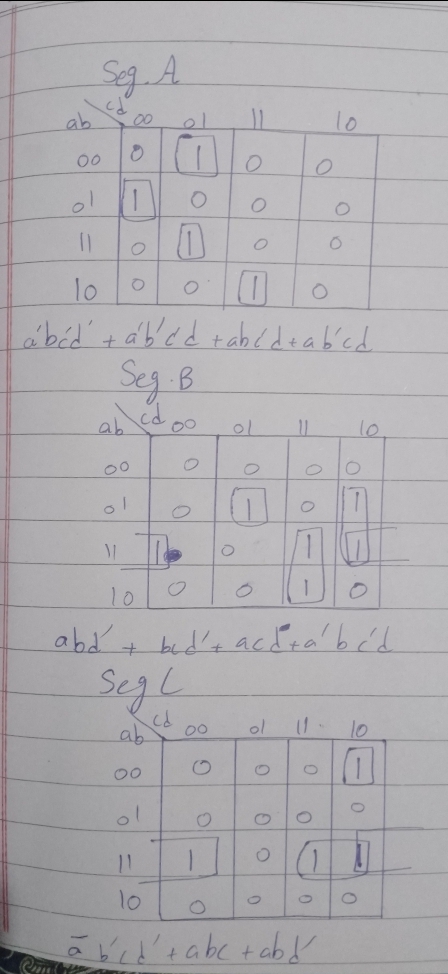 Seg. A
cd
ab 00 01 11 10
00 0 1 0 0
01 1 0 0 0
11 0 1 0 0
10 0 0 1 0
a'bc'd' + a'b'c'd + abc'd + ab'cd
Seg. B
cd
ab 00 01 11 10
00 0 0 0 0
01 0 1 0 1
11 1 0 1 1
10 0 0 1 0
abd' + bcd' + acd + a'bc'd
Seg C
cd
ab 00 01 11 10
00 0 0 0 1
01 0 0 0 0
11 1 0 1 1
10 0 0 0 0
a̅ b'cd' + abc + abd'